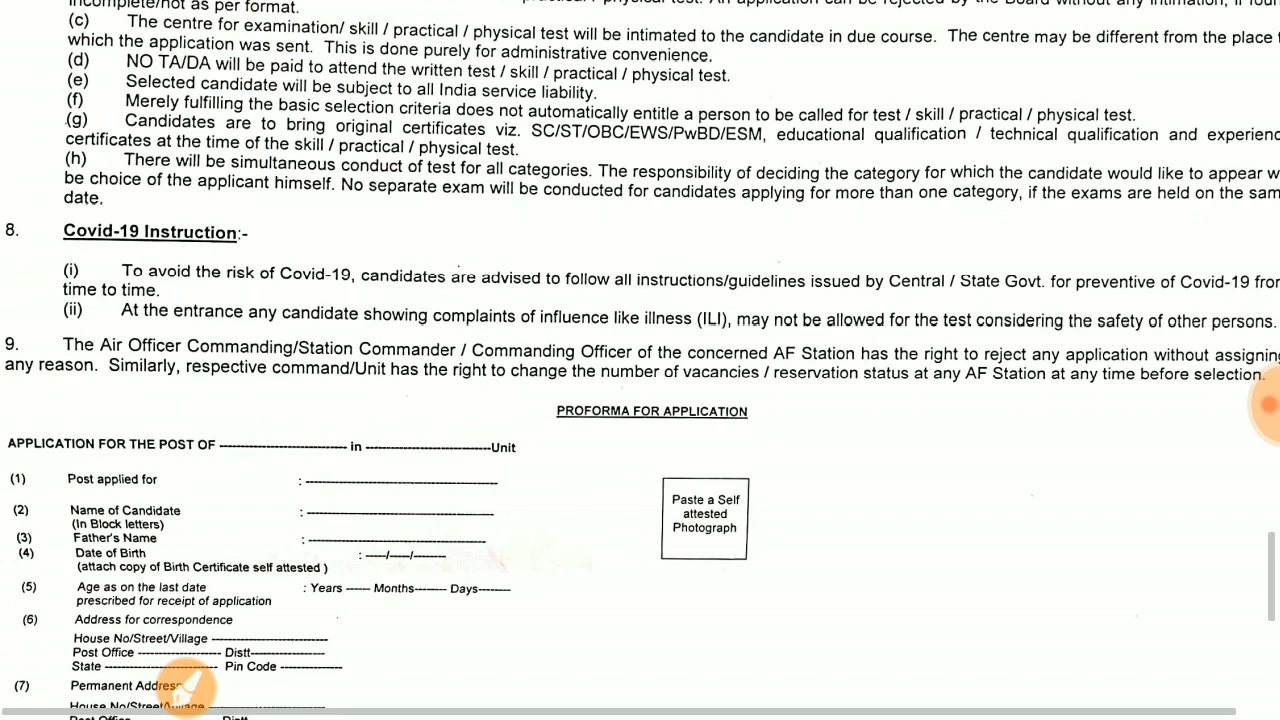 incomplete/not as per format.
(c) The centre for examination/ skill / practical / physical test will be intimated to the candidate in due course. The centre may be different from the place
which the application was sent. This is done purely for administrative convenience.
(d) NO TA/DA will be paid to attend the written test / skill / practical / physical test.
(e) Selected candidate will be subject to all India service liability.
(f) Merely fulfilling the basic selection criteria does not automatically entitle a person to be called for test / skill / practical / physical test.
(g) Candidates are to bring original certificates viz. SC/ST/OBC/EWS/PwBD/ESM, educational qualification / technical qualification and experienc
certificates at the time of the skill / practical / physical test.
(h) There will be simultaneous conduct of test for all categories. The responsibility of deciding the category for which the candidate would like to appear w
be choice of the applicant himself. No separate exam will be conducted for candidates applying for more than one category, if the exams are held on the sam
date.
8. Covid-19 Instruction:-
(i) To avoid the risk of Covid-19, candidates are advised to follow all instructions/guidelines issued by Central / State Govt. for preventive of Covid-19 fror
time to time.
(ii) At the entrance any candidate showing complaints of influence like illness (ILI), may not be allowed for the test considering the safety of other persons.
9. The Air Officer Commanding/Station Commander / Commanding Officer of the concerned AF Station has the right to reject any application without assigning
any reason. Similarly, respective command/Unit has the right to change the number of vacancies / reservation status at any AF Station at any time before selection.
PROFORMA FOR APPLICATION
APPLICATION FOR THE POST OF ---------------------------- in ----------------------------Unit
(1) Post applied for : ------------------------------------------
(2) Name of Candidate : ------------------------------------------
(In Block letters)
(3) Father's Name : ------------------------------------------
(4) Date of Birth : -----/-----/--------
(attach copy of Birth Certificate self attested )
(5) Age as on the last date : Years ------ Months-------- Days--------
prescribed for receipt of application
Paste a Self
attested
Photograph
(6) Address for correspondence
House No/Street/Village --------------------------
Post Office ------------------ Distt----------------
State ------------------------- Pin Code -------------
(7) Permanent Address
House No/Street/Village --------------------------
Post Office Distt